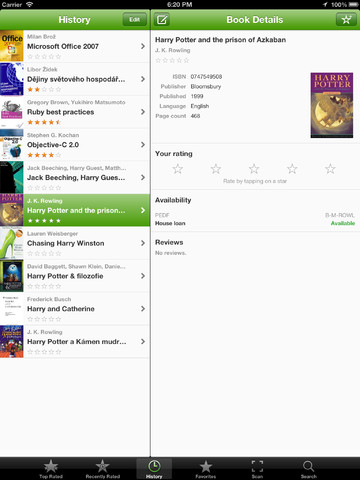 Carrier
6:20 PM
100%
History
Edit
Book Details
Milan Brož
Microsoft Office 2007
Libor Žídek
Dějiny světového hospodář...
Gregory Brown, Yukihiro Matsumoto
Ruby best practices
Stephen G. Kochan
Objective-C 2.0
Jack Beeching, Harry Guest, Matth...
Jack Beeching, Harry Gues...
J. K. Rowling
Harry Potter and the prison...
Lauren Weisberger
Chasing Harry Winston
David Baggett, Shawn Klein, Danie...
Harry Potter & filozofie
Frederick Busch
Harry and Catherine
J. K. Rowling
Harry Potter a Kámen mudr...
Harry Potter and the prison of Azkaban
J. K. Rowling
ISBN 0747549508
Publisher Bloomsbury
Published 1999
Language English
Page count 468
HARRY
POTTER
Your rating
Rate by tapping on a star
Availability
PEDF B-M-ROWL
House loan Available
Reviews
No reviews.
Top Rated
Recently Rated
History
Favorites
Scan
Search